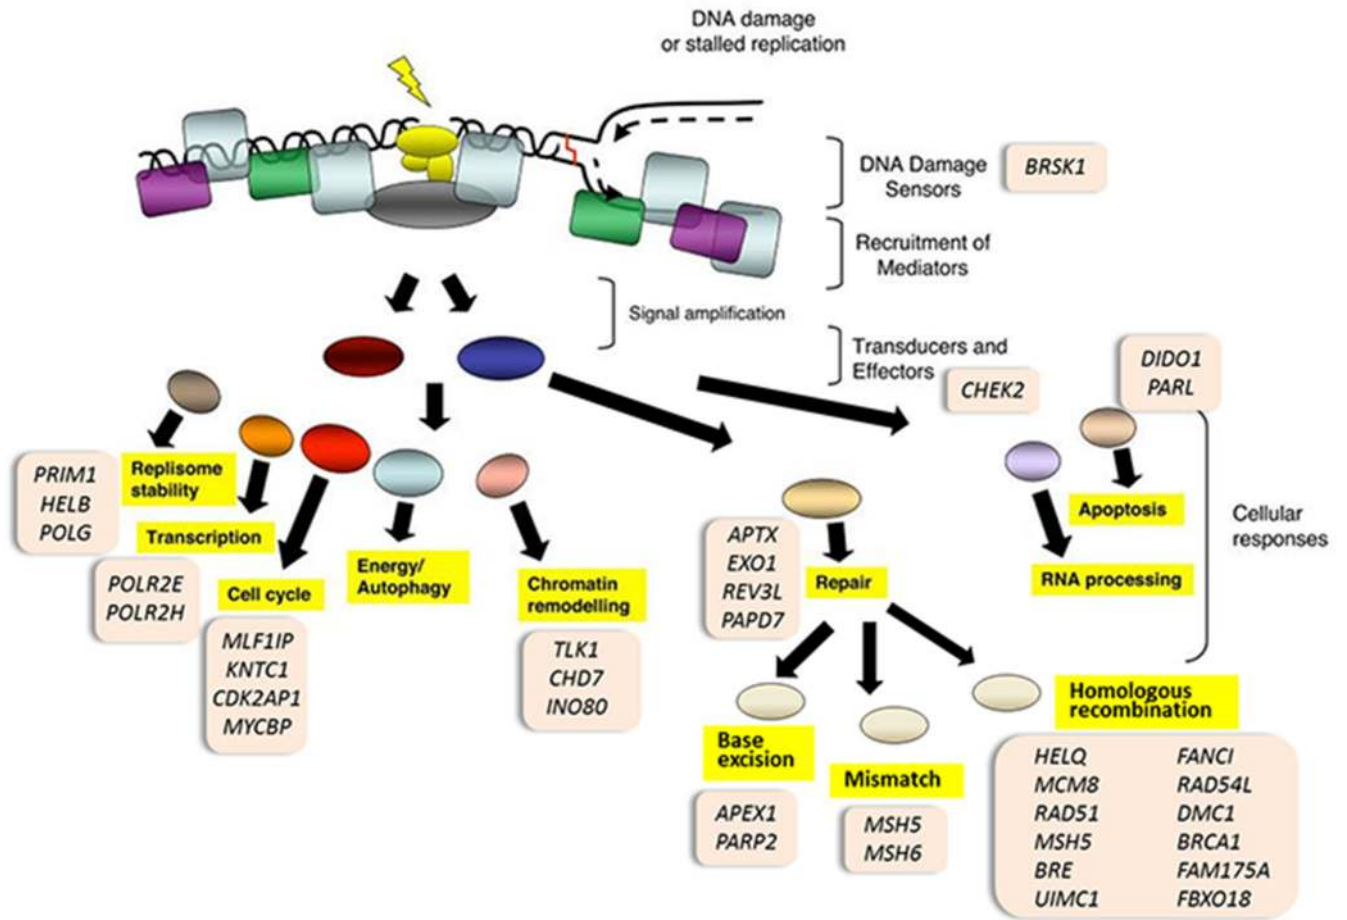 DNA damage
or stalled replication
DNA Damage
Sensors
BRSK1
Recruitment of
Mediators
Signal amplification
Transducers and
Effectors
CHEK2
DIDO1
PARL
PRIM1
HELB
POLG
Replisome
stability
Transcription
POLR2E
POLR2H
Cell cycle
MLF1IP
KNTC1
CDK2AP1
MYCBP
Energy/
Autophagy
Chromatin
remodelling
TLK1
CHD7
INO80
APTX
EXO1
REV3L
PAPD7
Repair
Apoptosis
RNA processing
Cellular
responses
Base
excision
APEX1
PARP2
Mismatch
MSH5
MSH6
Homologous
recombination
HELQ FANCI
MCM8 RAD54L
RAD51 DMC1
MSH5 BRCA1
BRE FAM175A
UIMC1 FBXO18